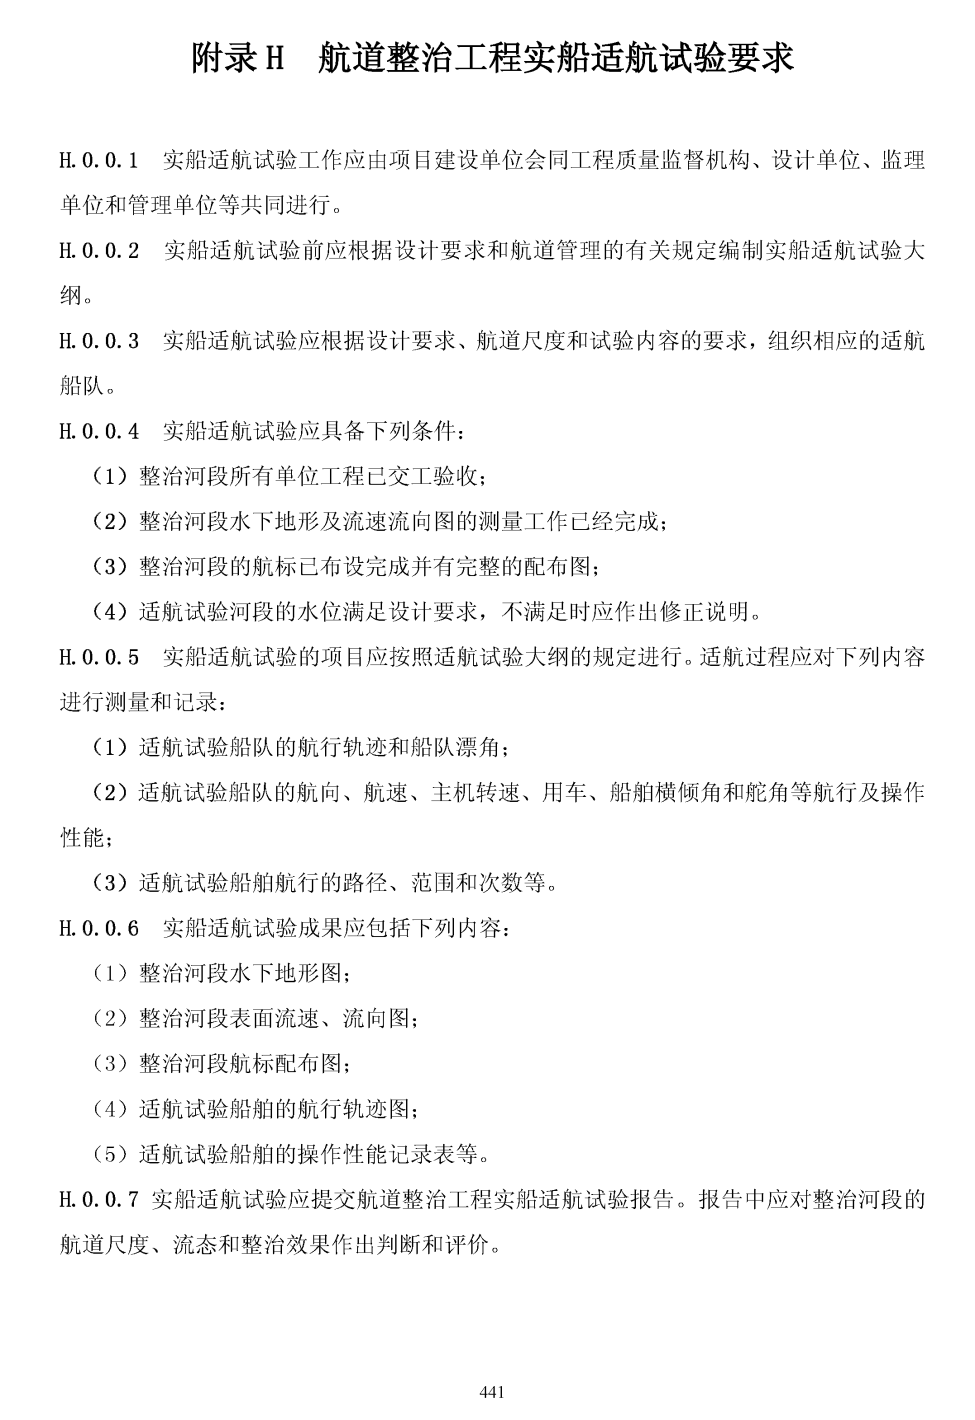 附录 H　航道整治工程实船适航试验要求
H.0.0.1　实船适航试验工作应由项目建设单位会同工程质量监督机构、设计单位、监理
单位和管理单位等共同进行。
H.0.0.2　实船适航试验前应根据设计要求和航道管理的有关规定编制实船适航试验大
纲。
H.0.0.3　实船适航试验应根据设计要求、航道尺度和试验内容的要求，组织相应的适航
船队。
H.0.0.4　实船适航试验应具备下列条件：
（1）整治河段所有单位工程已交工验收；
（2）整治河段水下地形及流速流向图的测量工作已经完成；
（3）整治河段的航标已布设完成并有完整的配布图；
（4）适航试验河段的水位满足设计要求，不满足时应作出修正说明。
H.0.0.5　实船适航试验的项目应按照适航试验大纲的规定进行。适航过程应对下列内容
进行测量和记录：
（1）适航试验船队的航行轨迹和船队漂角；
（2）适航试验船队的航向、航速、主机转速、用车、船舶横倾角和舵角等航行及操作
性能；
（3）适航试验船舶航行的路径、范围和次数等。
H.0.0.6　实船适航试验成果应包括下列内容：
（1）整治河段水下地形图；
（2）整治河段表面流速、流向图；
（3）整治河段航标配布图；
（4）适航试验船舶的航行轨迹图；
（5）适航试验船舶的操作性能记录表等。
H.0.0.7 实船适航试验应提交航道整治工程实船适航试验报告。报告中应对整治河段的
航道尺度、流态和整治效果作出判断和评价。
441